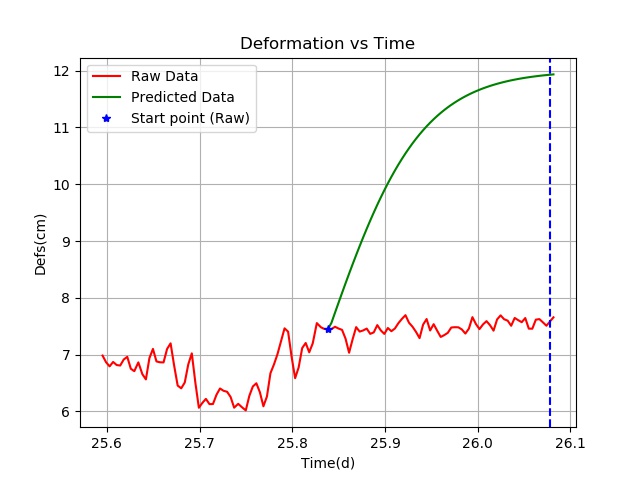 Deformation vs Time
Raw Data
Predicted Data
Start point (Raw)
Defs(cm)
12
11
10
9
8
7
6
25.6 25.7 25.8 25.9 26.0 26.1
Time(d)